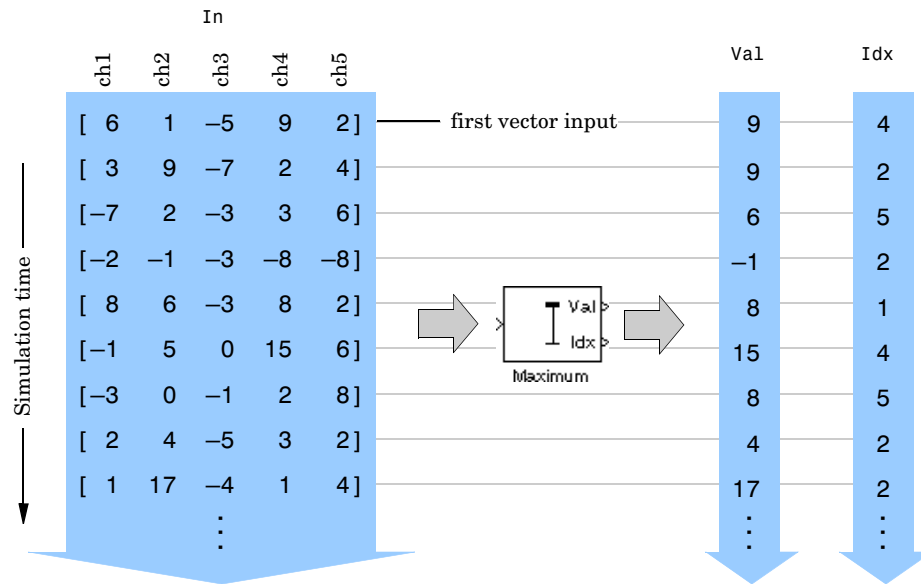 In
Val Idx
ch1 ch2 ch3 ch4 ch5
[ 6 1 −5 9 2] first vector input 9 4
[ 3 9 −7 2 4] 9 2
[−7 2 −3 3 6] 6 5
[−2 −1 −3 −8 −8] −1 2
[ 8 6 −3 8 2] 8 1
[−1 5 0 15 6] 15 4
[−3 0 −1 2 8] 8 5
[ 2 4 −5 3 2] 4 2
[ 1 17 −4 1 4] 17 2
Simulation time
Val
Idx
Maximum